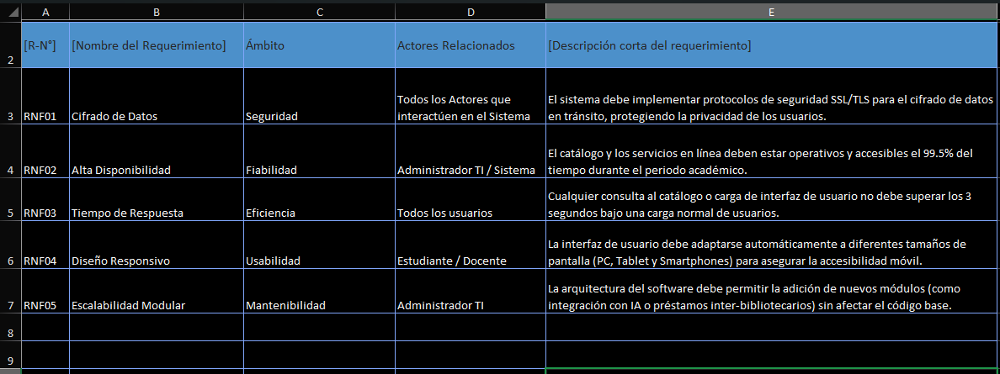 A B C D E
2 [R-N°] [Nombre del Requerimiento] Ámbito Actores Relacionados [Descripción corta del requerimiento]
3 RNF01 Cifrado de Datos Seguridad Todos los Actores que
interactúen en el Sistema El sistema debe implementar protocolos de seguridad SSL/TLS para el cifrado de datos
en tránsito, protegiendo la privacidad de los usuarios.
4 RNF02 Alta Disponibilidad Fiabilidad Administrador TI / Sistema El catálogo y los servicios en línea deben estar operativos y accesibles el 99.5% del
tiempo durante el periodo académico.
5 RNF03 Tiempo de Respuesta Eficiencia Todos los usuarios Cualquier consulta al catálogo o carga de interfaz de usuario no debe superar los 3
segundos bajo una carga normal de usuarios.
6 RNF04 Diseño Responsivo Usabilidad Estudiante / Docente La interfaz de usuario debe adaptarse automáticamente a diferentes tamaños de
pantalla (PC, Tablet y Smartphones) para asegurar la accesibilidad móvil.
7 RNF05 Escalabilidad Modular Mantenibilidad Administrador TI La arquitectura del software debe permitir la adición de nuevos módulos (como
integración con IA o préstamos inter-bibliotecarios) sin afectar el código base.
8
9